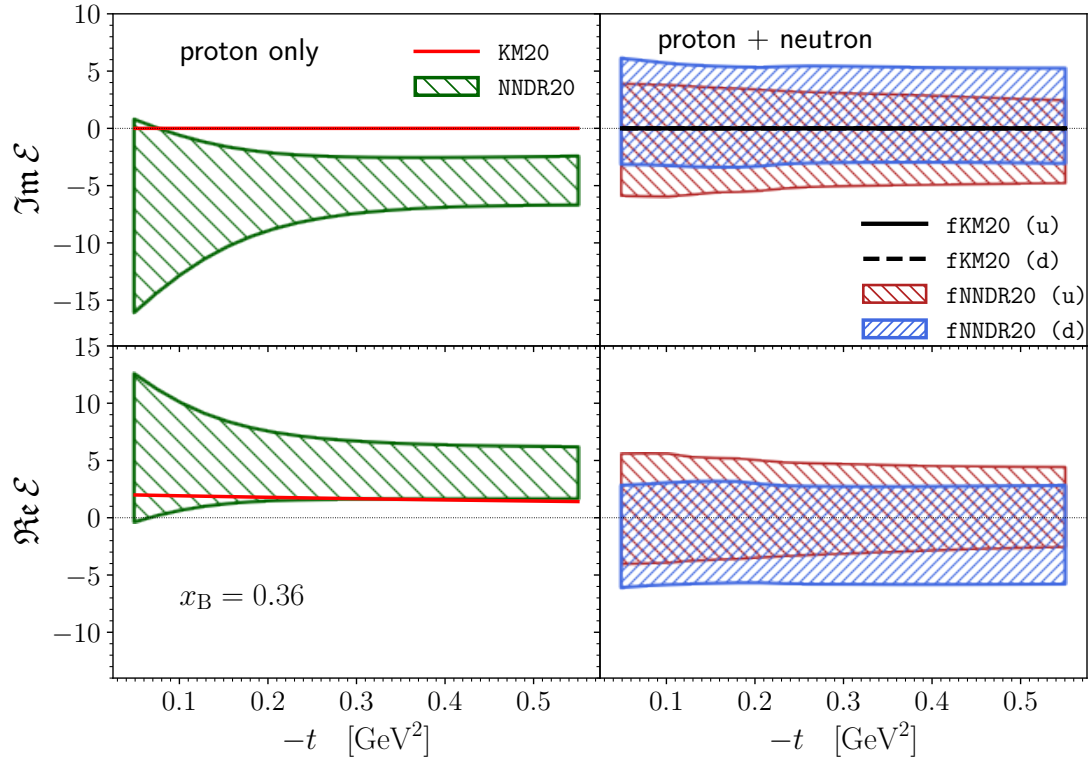 10
5
0
−5
−10
−15
ℑm ℰ
proton only
KM20
NNDR20
proton + neutron
fKM20 (u)
fKM20 (d)
fNNDR20 (u)
fNNDR20 (d)
15
10
5
0
−5
−10
ℜe ℰ
x_B = 0.36
0.1 0.2 0.3 0.4 0.5
0.1 0.2 0.3 0.4 0.5
−t [GeV²]
−t [GeV²]